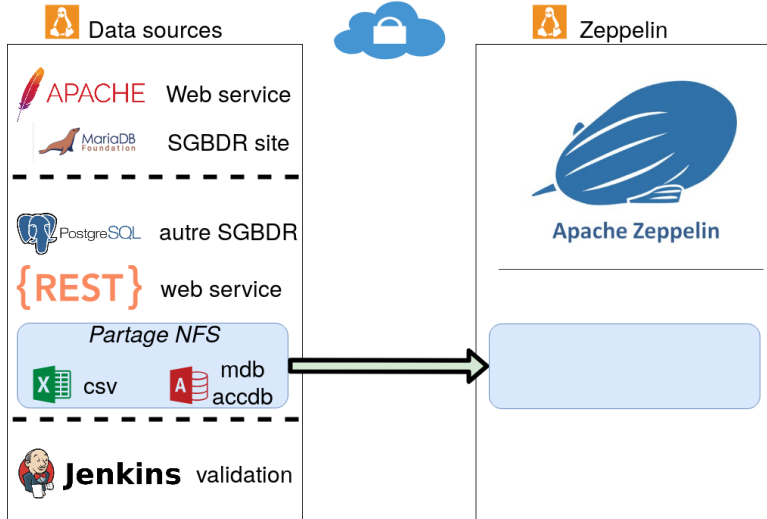 Data sources
Zeppelin
APACHE Web service
MariaDB
Foundation
SGBDR site
PostgreSQL autre SGBDR
{REST} web service
Partage NFS
X csv
A mdb
accdb
Jenkins validation
Apache Zeppelin